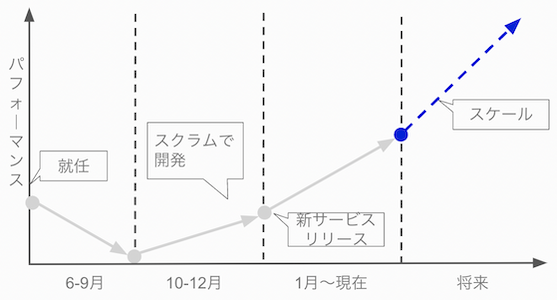 パフォーマンス
就任
スクラムで
開発
新サービス
リリース
スケール
6-9月
10-12月
1月〜現在
将来